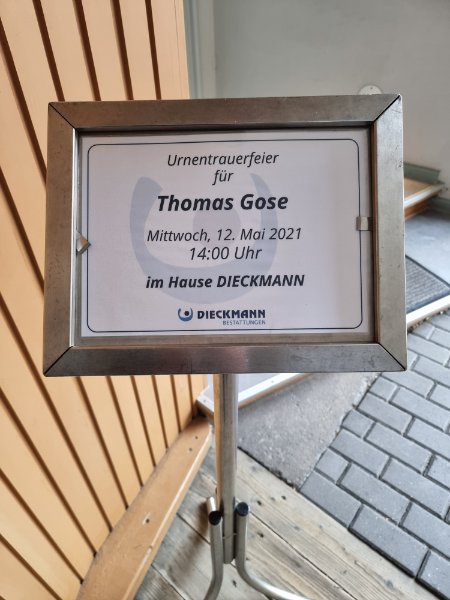 Urnentrauerfeier
für
Thomas Gose
Mittwoch, 12. Mai 2021
14:00 Uhr
im Hause DIECKMANN
DIECKMANN
BESTATTUNGEN